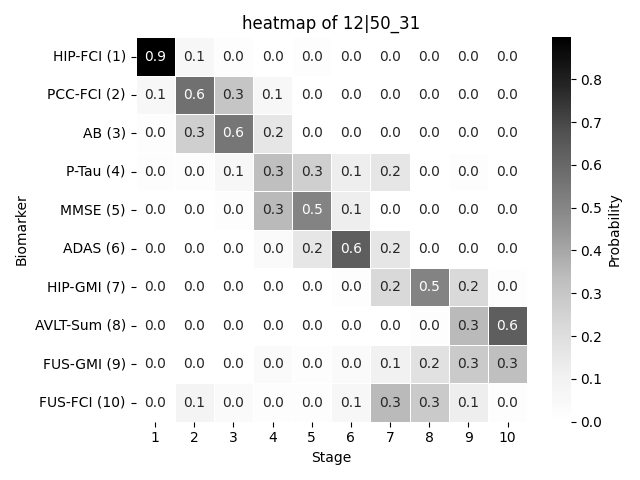 heatmap of 12|50_31
HIP-FCI (1) 0.9 0.1 0.0 0.0 0.0 0.0 0.0 0.0 0.0 0.0
PCC-FCI (2) 0.1 0.6 0.3 0.1 0.0 0.0 0.0 0.0 0.0 0.0
AB (3) 0.0 0.3 0.6 0.2 0.0 0.0 0.0 0.0 0.0 0.0
P-Tau (4) 0.0 0.0 0.1 0.3 0.3 0.1 0.2 0.0 0.0 0.0
MMSE (5) 0.0 0.0 0.0 0.3 0.5 0.1 0.0 0.0 0.0 0.0
ADAS (6) 0.0 0.0 0.0 0.0 0.2 0.6 0.2 0.0 0.0 0.0
HIP-GMI (7) 0.0 0.0 0.0 0.0 0.0 0.0 0.2 0.5 0.2 0.0
AVLT-Sum (8) 0.0 0.0 0.0 0.0 0.0 0.0 0.0 0.0 0.3 0.6
FUS-GMI (9) 0.0 0.0 0.0 0.0 0.0 0.0 0.1 0.2 0.3 0.3
FUS-FCI (10) 0.0 0.1 0.0 0.0 0.0 0.1 0.3 0.3 0.1 0.0
1 2 3 4 5 6 7 8 9 10
Stage
Biomarker
0.8
0.7
0.6
0.5
0.4
0.3
0.2
0.1
0.0
Probability